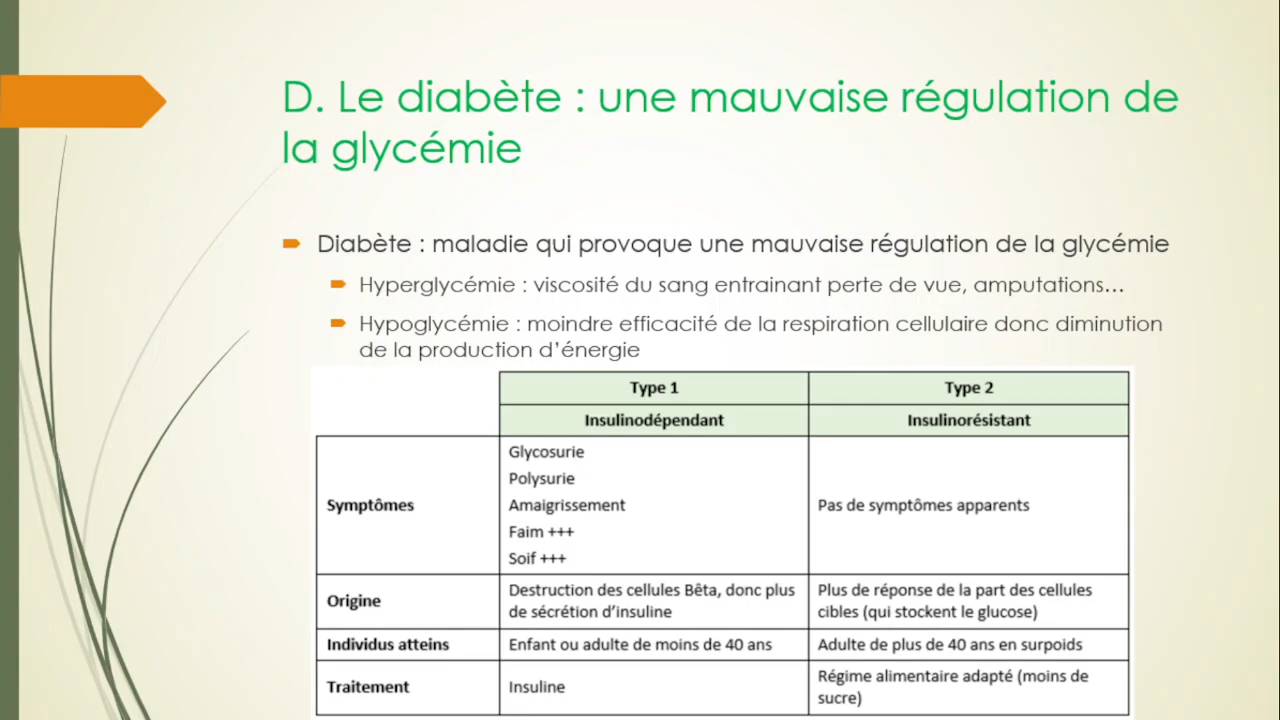 D. Le diabète : une mauvaise régulation de
la glycémie
Diabète : maladie qui provoque une mauvaise régulation de la glycémie
Hyperglycémie : viscosité du sang entrainant perte de vue, amputations…
Hypoglycémie : moindre efficacité de la respiration cellulaire donc diminution
de la production d’énergie
Type 1
Type 2
Insulinodépendant
Insulinorésistant
Symptômes
Glycosurie
Polysurie
Amaigrissement
Faim +++
Soif +++
Pas de symptômes apparents
Origine
Destruction des cellules Bêta, donc plus
de sécrétion d’insuline
Plus de réponse de la part des cellules
cibles (qui stockent le glucose)
Individus atteins
Enfant ou adulte de moins de 40 ans
Adulte de plus de 40 ans en surpoids
Traitement
Insuline
Régime alimentaire adapté (moins de
sucre)